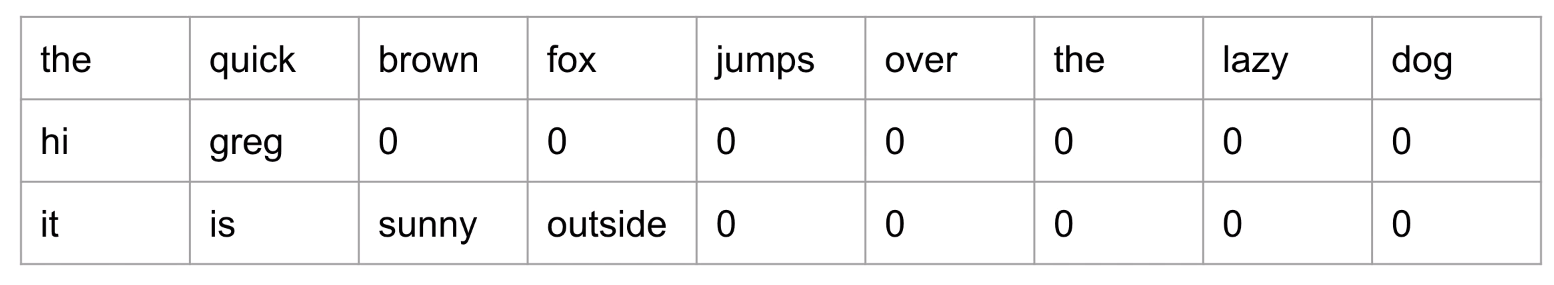 the quick brown fox jumps over the lazy dog
hi greg 0 0 0 0 0 0 0
it is sunny outside 0 0 0 0 0